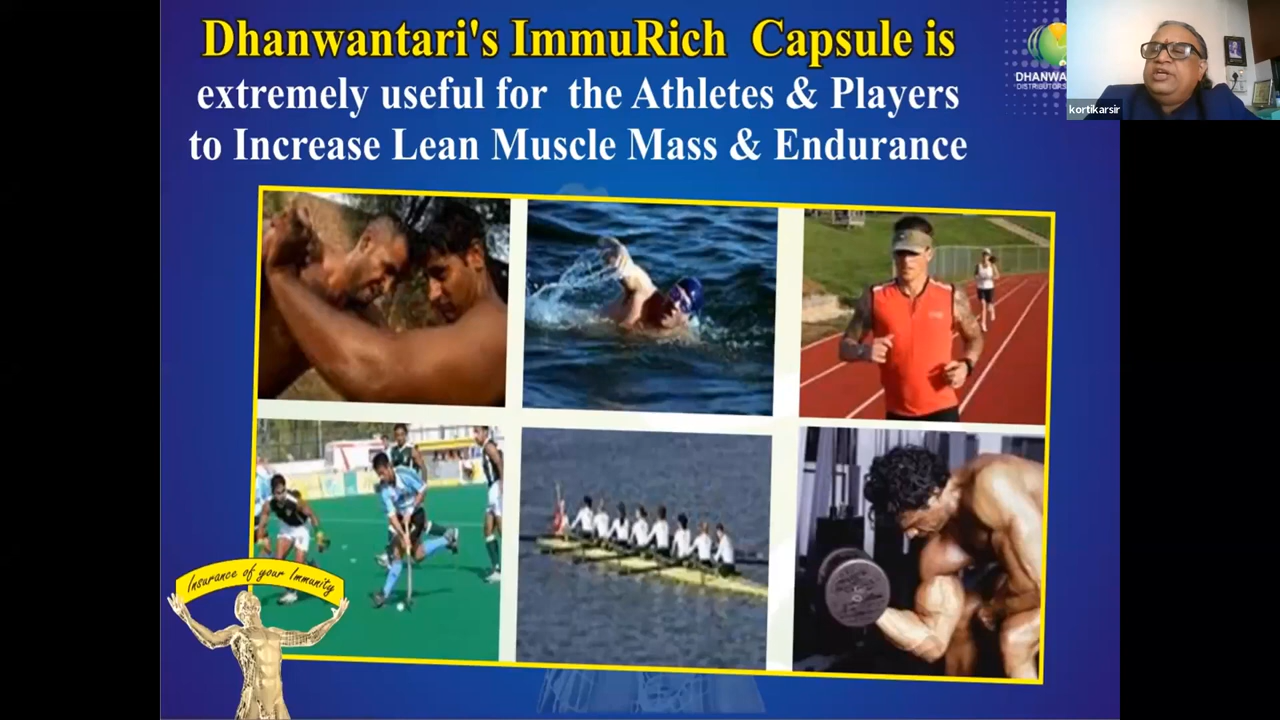 Dhanwantari's ImmuRich Capsule is
extremely useful for the Athletes & Players
to Increase Lean Muscle Mass & Endurance
kortikarsir
Insurance of your Immunity